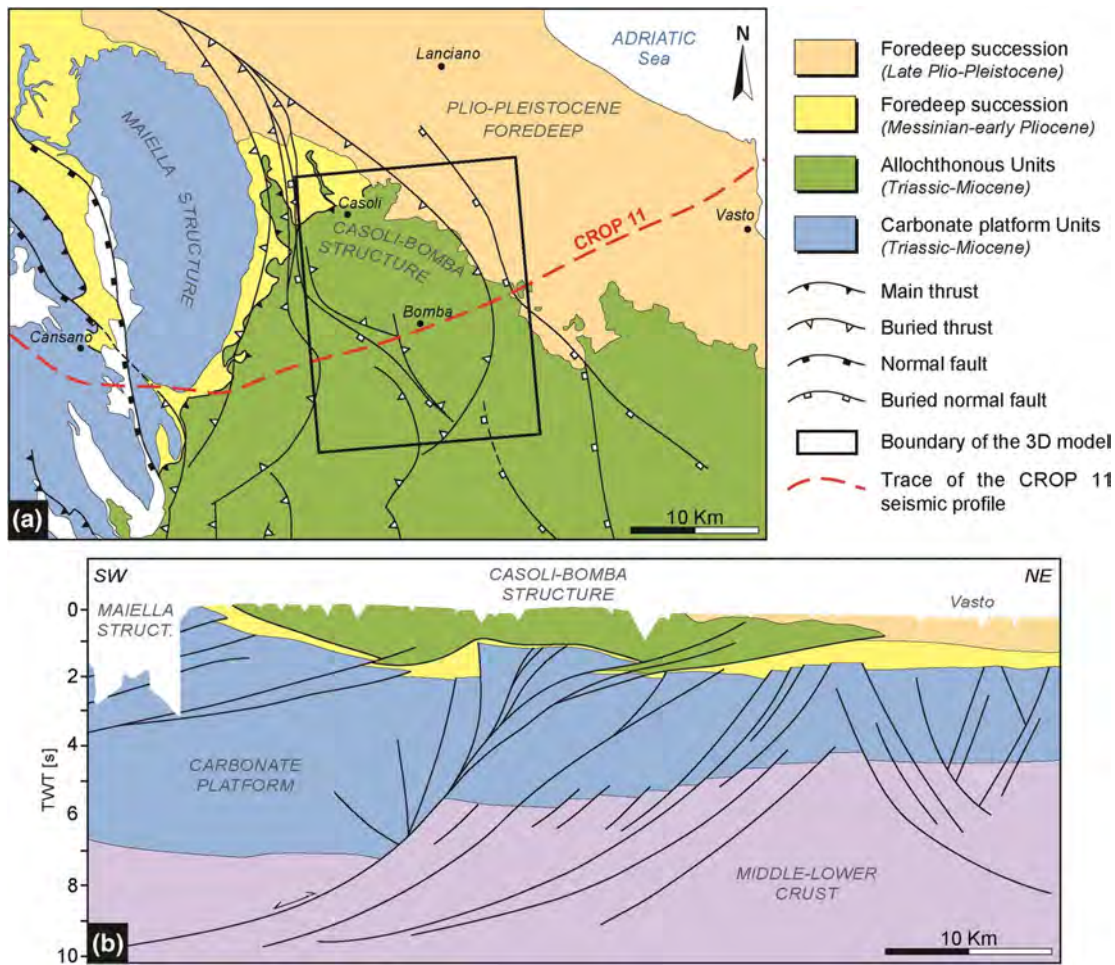 ADRIATIC
Sea
N
Lanciano
PLIO-PLEISTOCENE
FOREDEEP
MAIELLA STRUCTURE
Casoli
CASOLI-BOMBA
STRUCTURE
CROP 11
Vasto
Bomba
Cansano
(a)
10 Km
Foredeep succession
(Late Plio-Pleistocene)
Foredeep succession
(Messinian-early Pliocene)
Allochthonous Units
(Triassic-Miocene)
Carbonate platform Units
(Triassic-Miocene)
Main thrust
Buried thrust
Normal fault
Buried normal fault
Boundary of the 3D model
Trace of the CROP 11
seismic profile
SW
CASOLI-BOMBA
STRUCTURE
NE
MAIELLA
STRUCT.
Vasto
0
2
4
6
8
10
TWT [s]
CARBONATE
PLATFORM
MIDDLE-LOWER
CRUST
(b)
10 Km